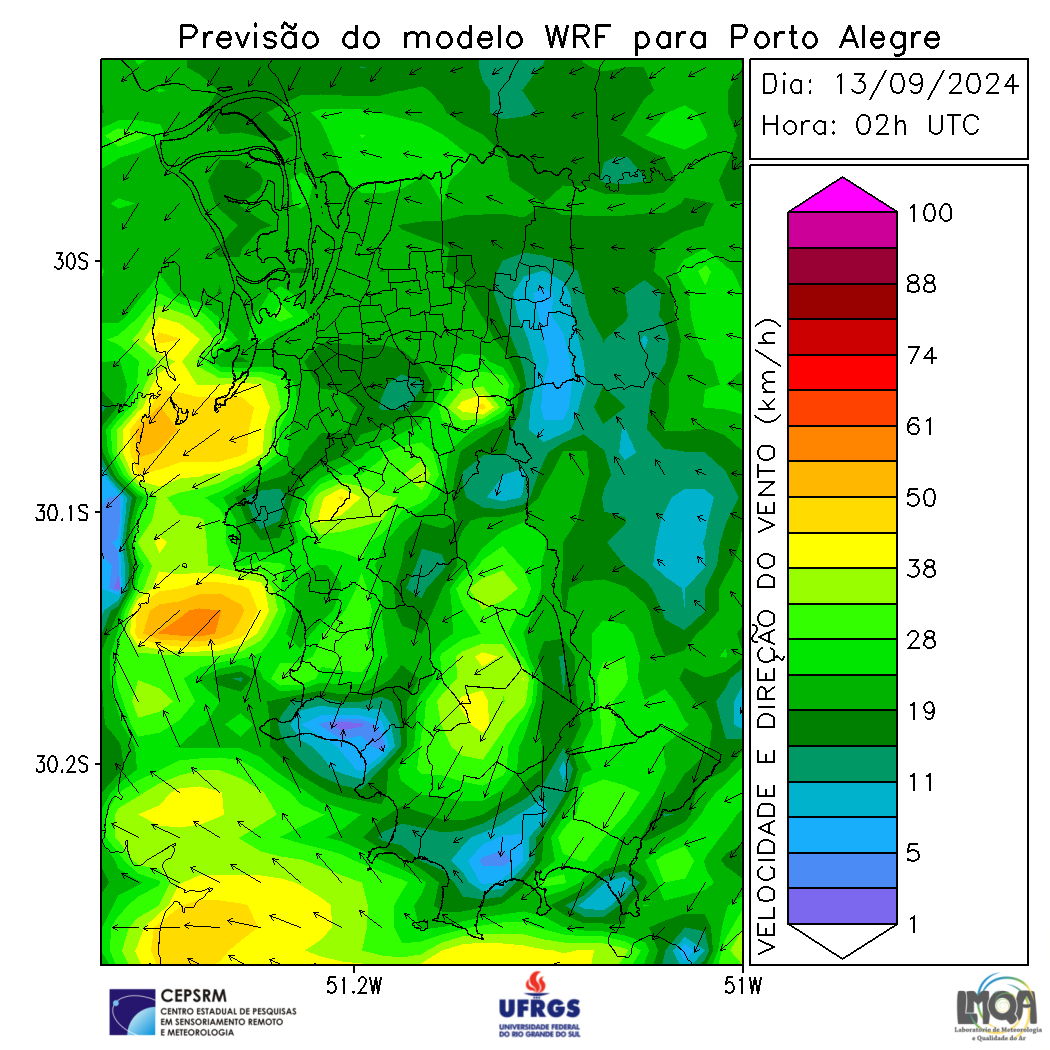 Previsão do modelo WRF para Porto Alegre
Dia: 13/09/2024
Hora: 02h UTC
30S
30.1S
30.2S
51.2W
51W
VELOCIDADE E DIREÇÃO DO VENTO (km/h)
100
88
74
61
50
38
28
19
11
5
1
CEPSRM
CENTRO ESTADUAL DE PESQUISAS
EM SENSORIAMENTO REMOTO
E METEOROLOGIA
UFRGS
UNIVERSIDADE FEDERAL
DO RIO GRANDE DO SUL
LMQA
Laboratório de Meteorologia
e Qualidade do Ar